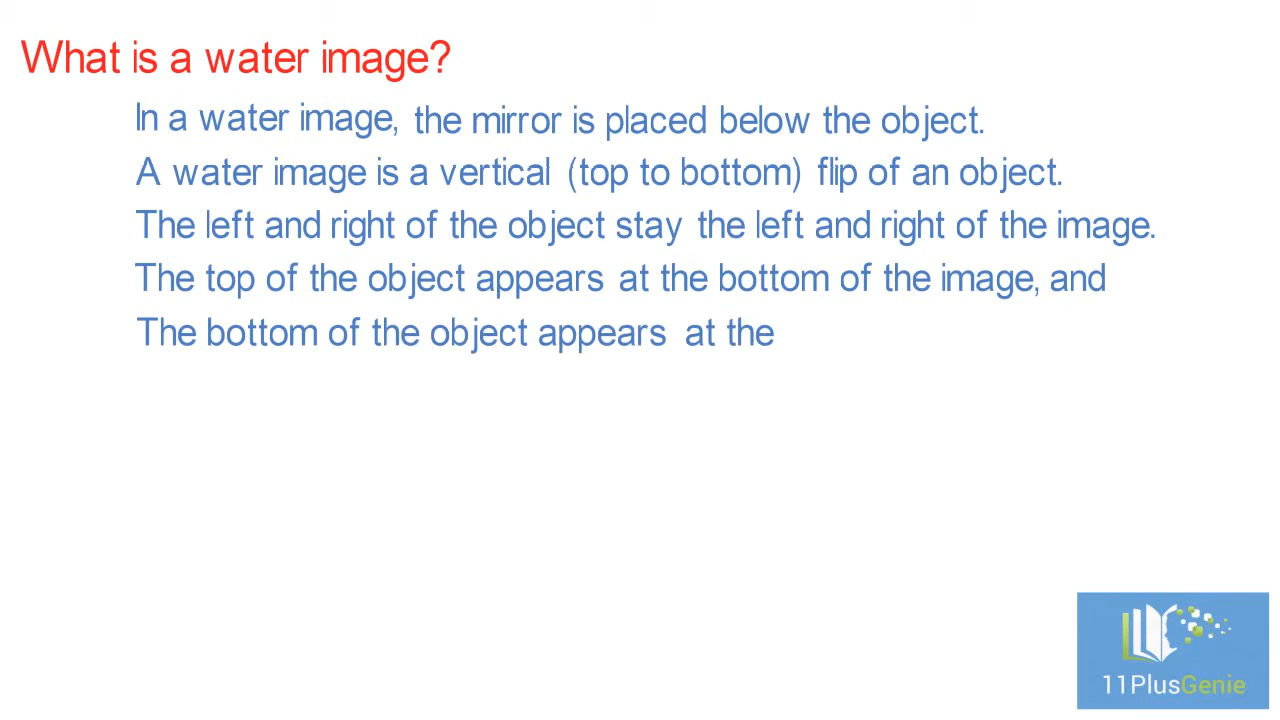 What is a water image?
In a water image, the mirror is placed below the object.
A water image is a vertical (top to bottom) flip of an object.
The left and right of the object stay the left and right of the image.
The top of the object appears at the bottom of the image, and
The bottom of the object appears at the
11PlusGenie